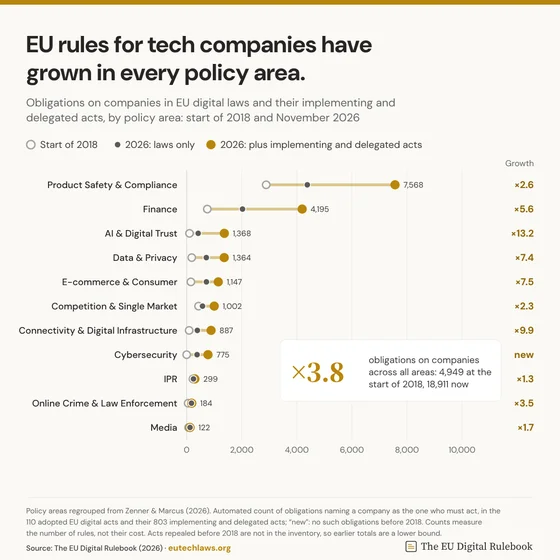 EU rules for tech companies have
grown in every policy area.
Obligations on companies in EU digital laws and their implementing and
delegated acts, by policy area: start of 2018 and November 2026
Start of 2018 2026: laws only 2026: plus implementing and delegated acts
Growth
Product Safety & Compliance 7,568 ×2.6
Finance 4,195 ×5.6
AI & Digital Trust 1,368 ×13.2
Data & Privacy 1,364 ×7.4
E-commerce & Consumer 1,147 ×7.5
Competition & Single Market 1,002 ×2.3
Connectivity & Digital Infrastructure 887 ×9.9
Cybersecurity 775 new
IPR 299 ×1.3
Online Crime & Law Enforcement 184 ×3.5
Media 122 ×1.7
×3.8
obligations on companies
across all areas: 4,949 at the
start of 2018, 18,911 now
0 2,000 4,000 6,000 8,000 10,000
Policy areas regrouped from Zenner & Marcus (2026). Automated count of obligations naming a company as the one who must act, in the
110 adopted EU digital acts and their 803 implementing and delegated acts; "new": no such obligations before 2018. Counts measure
the number of rules, not their cost. Acts repealed before 2018 are not in the inventory, so earlier totals are a lower bound.
Source: The EU Digital Rulebook (2026) · eutechlaws.org
The EU Digital Rulebook